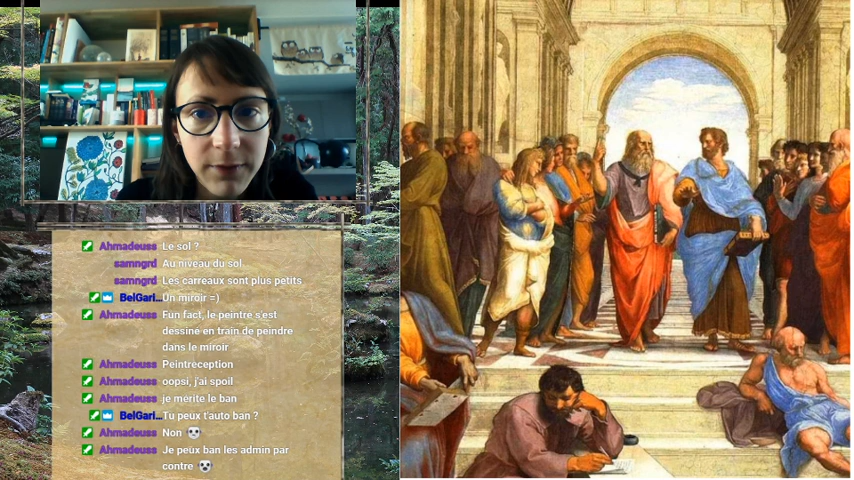 Ahmadeuss Le sol ?
samngrd Au niveau du sol
samngrd Les carreaux sont plus petits
BelGari... Un miroir =)
Ahmadeuss Fun fact, le peintre s'est
dessiné en train de peindre
dans le miroir
Ahmadeuss Peintreception
Ahmadeuss oopsi, j'ai spoil
Ahmadeuss je mérite le ban
BelGari... Tu peux t'auto ban ?
Ahmadeuss Non
Ahmadeuss Je peux ban les admin par
contre